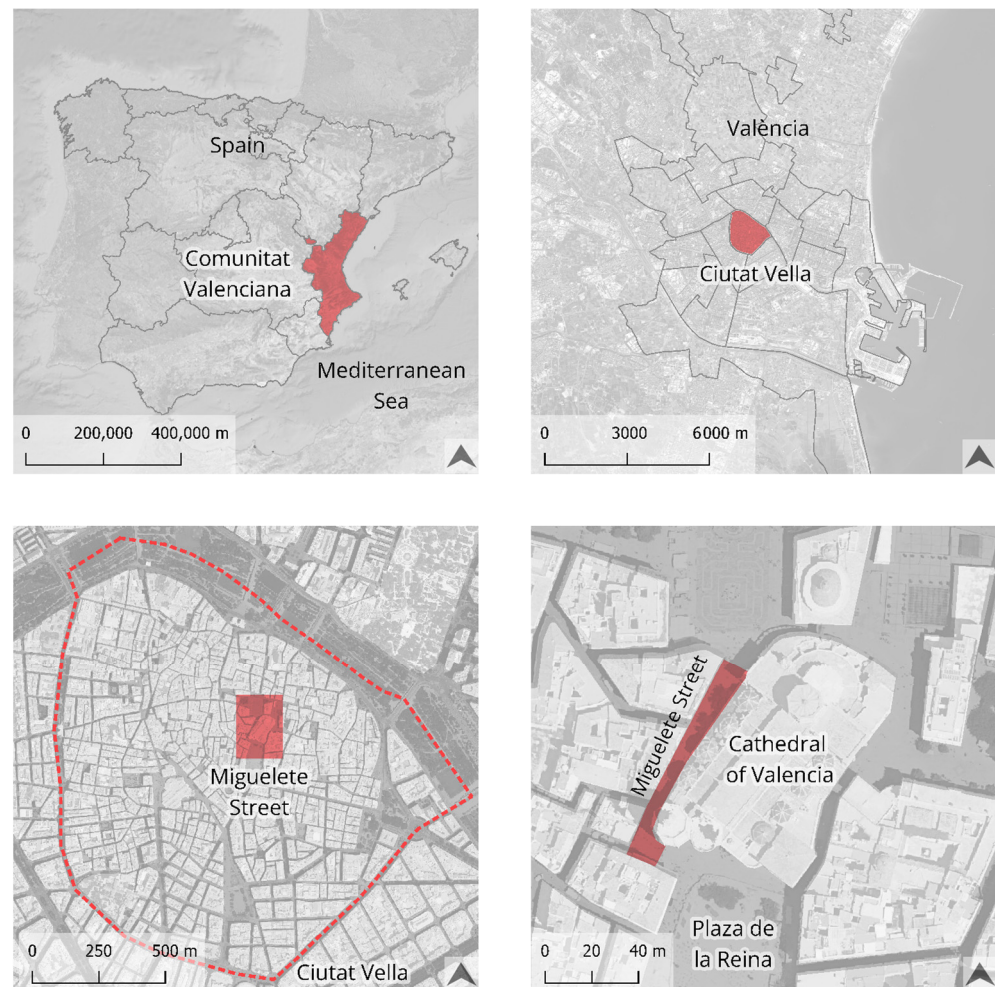 Spain
Comunitat
Valenciana
Mediterranean
Sea
0 200,000 400,000 m
València
Ciutat Vella
0 3000 6000 m
Miguelete
Street
0 250 500 m
Ciutat Vella
Miguelete Street
Cathedral
of Valencia
Plaza de
la Reina
0 20 40 m